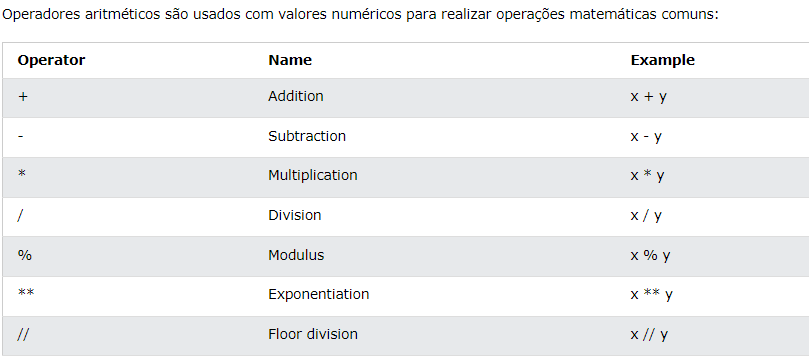 Operadores aritméticos são usados com valores numéricos para realizar operações matemáticas comuns:
Operator Name Example
+ Addition x + y
- Subtraction x - y
* Multiplication x * y
/ Division x / y
% Modulus x % y
** Exponentiation x ** y
// Floor division x // y